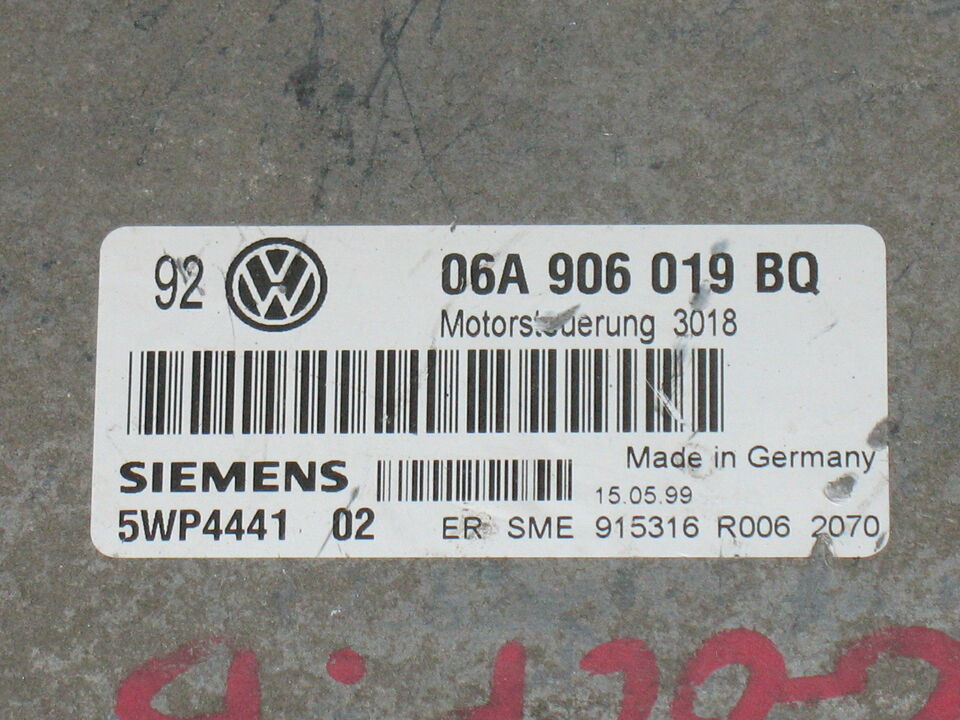 92 06A 906 019 BQ
Motorsteuerung 3018
SIEMENS Made in Germany
15.05.99
5WP4441 02 ER SME 915316 R006 2070